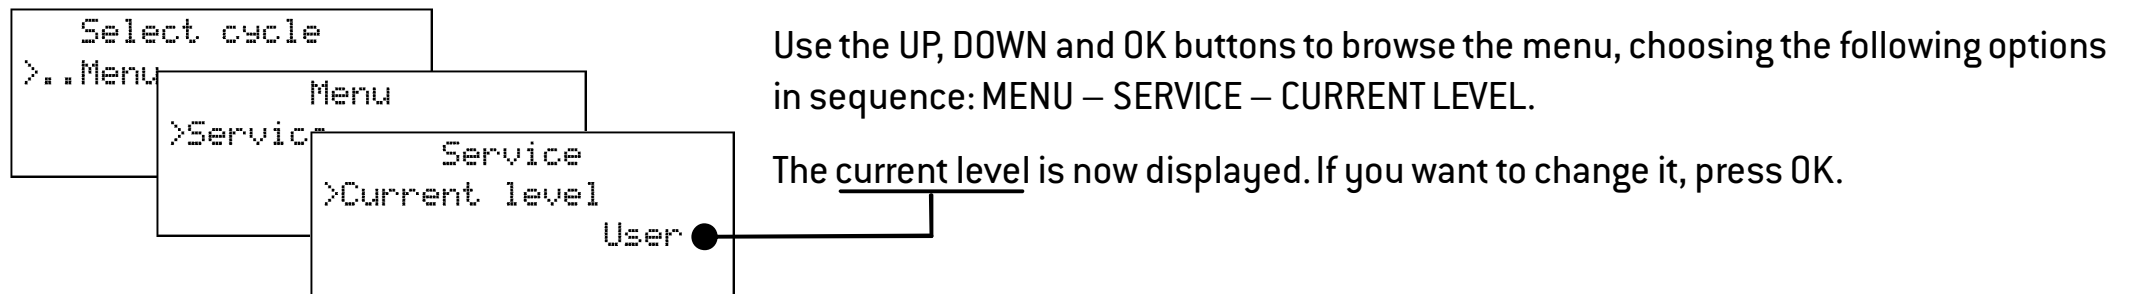 Select cycle
>..Menu
Menu
>Service
Service
>Current level
User
Use the UP, DOWN and OK buttons to browse the menu, choosing the following options
in sequence: MENU – SERVICE – CURRENT LEVEL.
The current level is now displayed. If you want to change it, press OK.